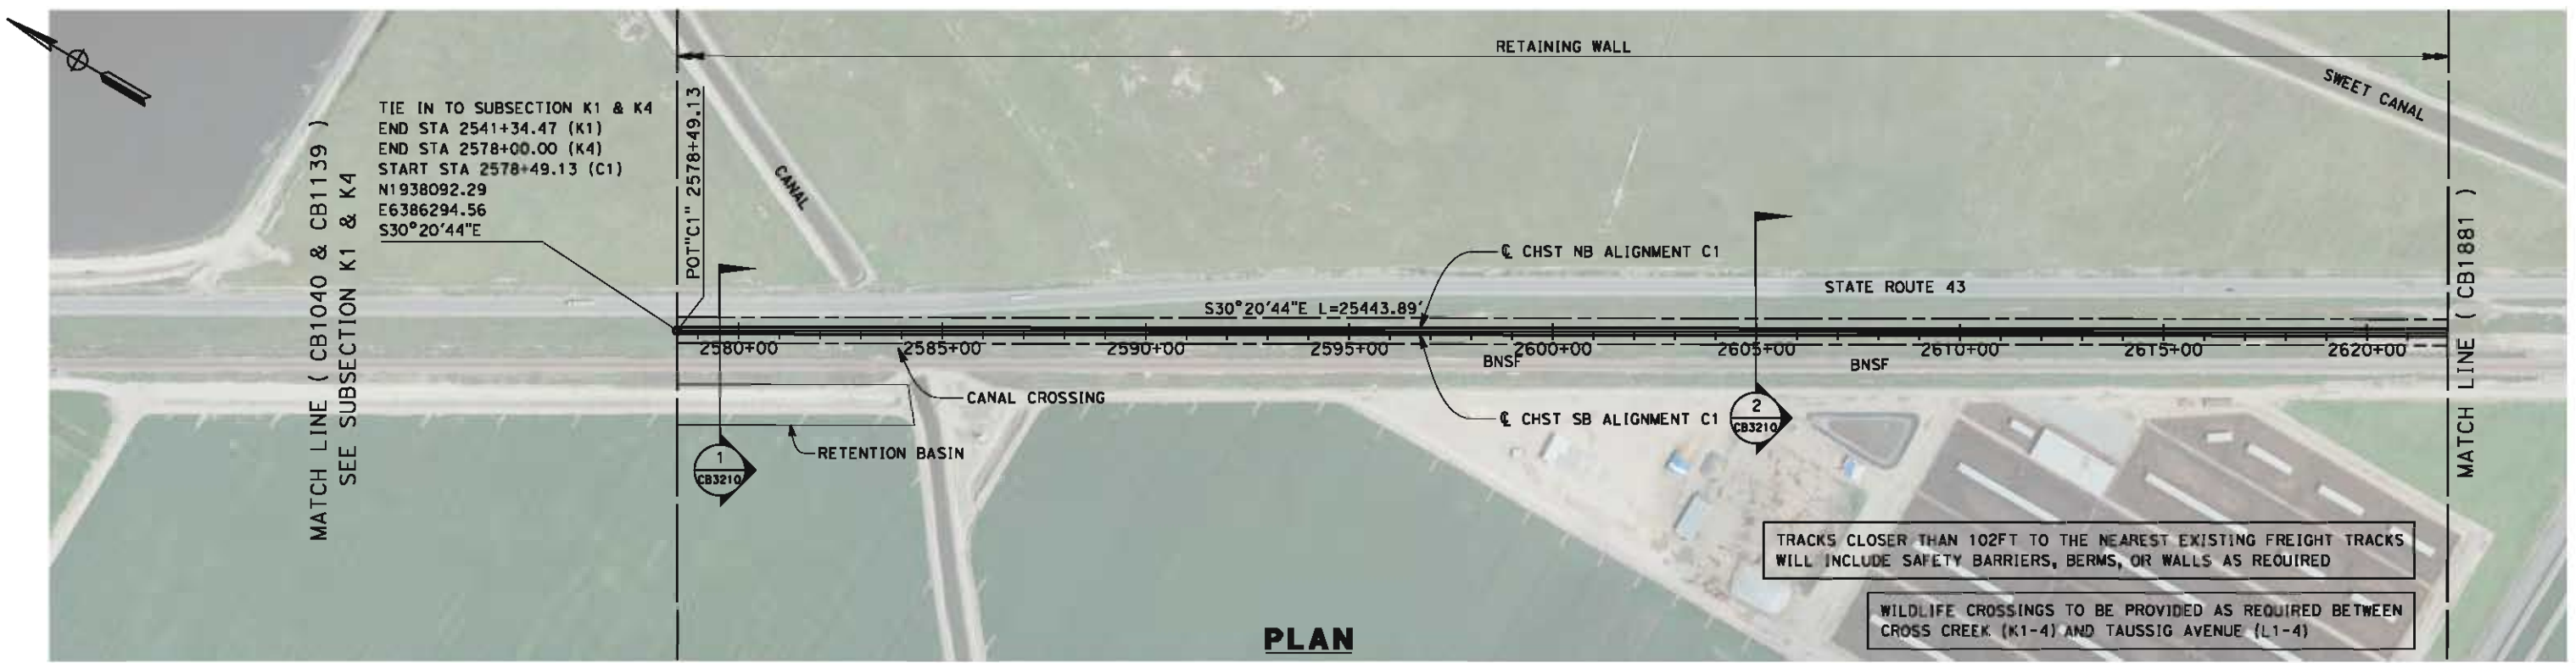 RETAINING WALL
SWEET CANAL
TIE IN TO SUBSECTION K1 & K4
END STA 2541+34.47 (K1)
END STA 2578+00.00 (K4)
START STA 2578+49.13 (C1)
N1938092.29
E6386294.56
S30°20'44"E
MATCH LINE ( CB1040 & CB1139 )
SEE SUBSECTION K1 & K4
POT"C1" 2578+49.13
CANAL
℄ CHST NB ALIGNMENT C1
STATE ROUTE 43
S30°20'44"E L=25443.89'
2580+00 2585+00 2590+00 2595+00 2600+00 2605+00 2610+00 2615+00 2620+00
BNSF
BNSF
MATCH LINE ( CB1881 )
CANAL CROSSING
℄ CHST SB ALIGNMENT C1
2
CB3210
RETENTION BASIN
1
CB3210
TRACKS CLOSER THAN 102FT TO THE NEAREST EXISTING FREIGHT TRACKS
WILL INCLUDE SAFETY BARRIERS, BERMS, OR WALLS AS REQUIRED
WILDLIFE CROSSINGS TO BE PROVIDED AS REQUIRED BETWEEN
CROSS CREEK (K1-4) AND TAUSSIG AVENUE (L1-4)
PLAN